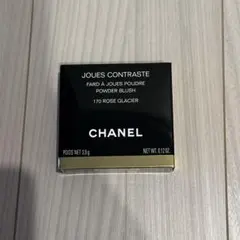 JOUES CONTRASTE
FARD À JOUES POUDRE
POWDER BLUSH
170 ROSE GLACIER
CHANEL
POIDS NET 3.5g NET WT. 0.12 OZ.